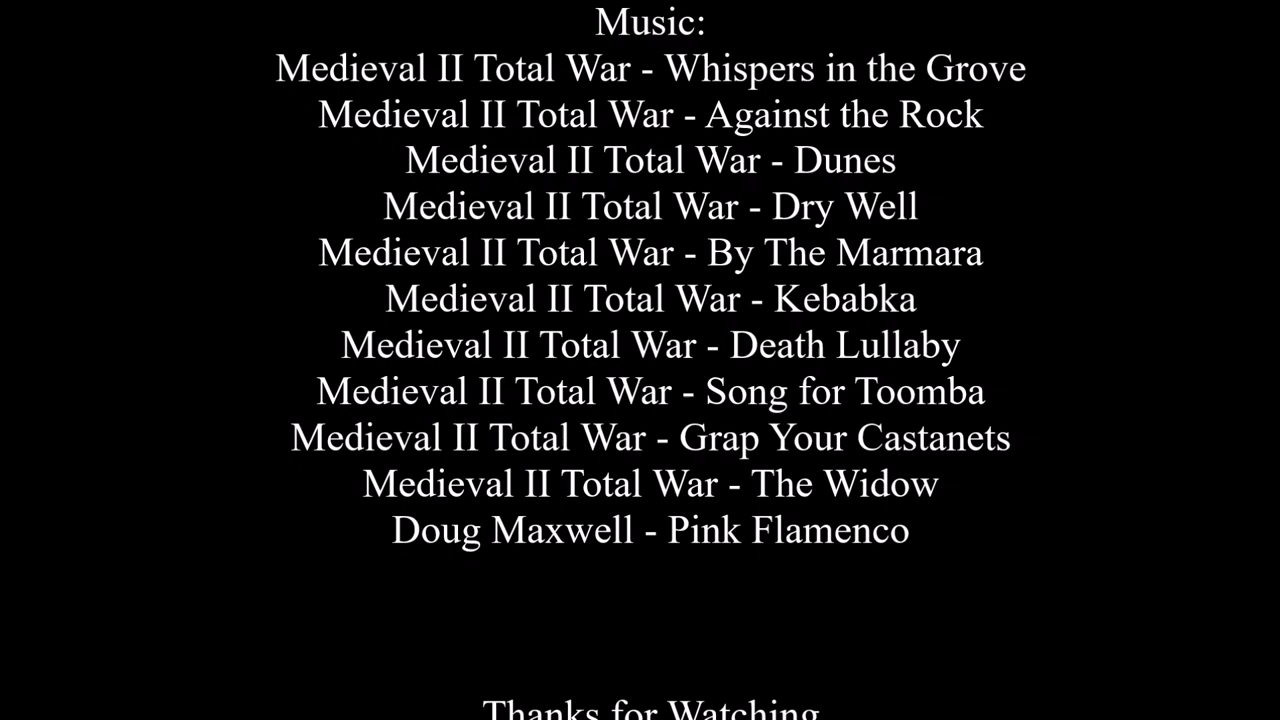 Music:
Medieval II Total War - Whispers in the Grove
Medieval II Total War - Against the Rock
Medieval II Total War - Dunes
Medieval II Total War - Dry Well
Medieval II Total War - By The Marmara
Medieval II Total War - Kebabka
Medieval II Total War - Death Lullaby
Medieval II Total War - Song for Toomba
Medieval II Total War - Grap Your Castanets
Medieval II Total War - The Widow
Doug Maxwell - Pink Flamenco
Thanks for Watching